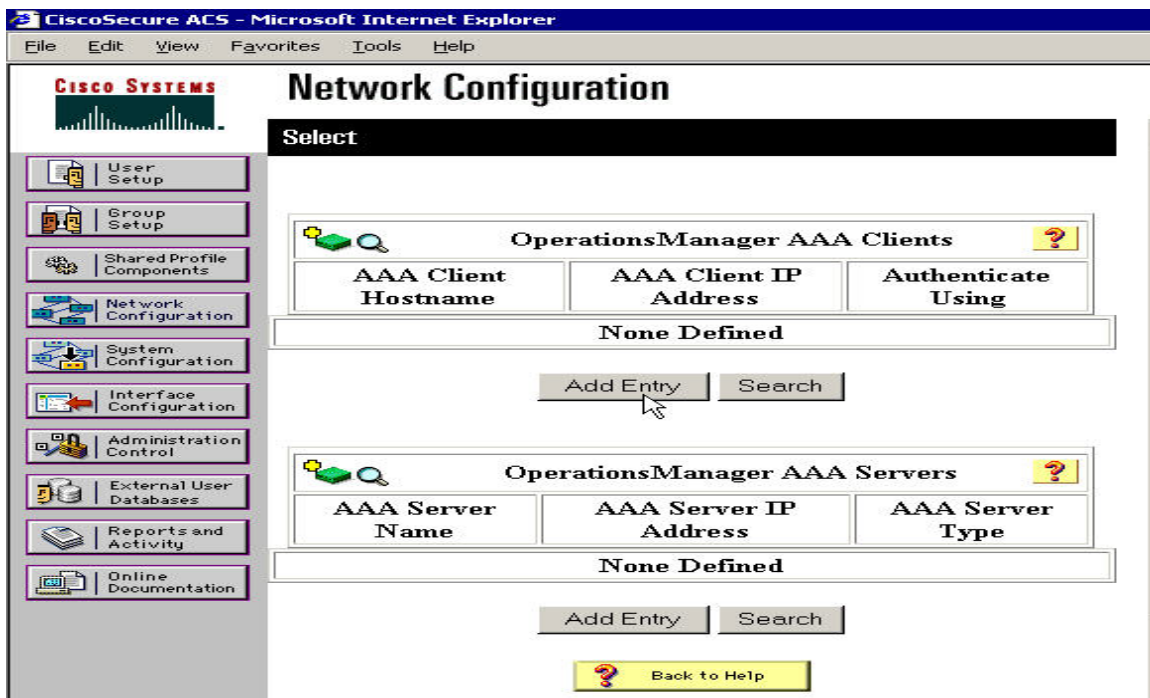 CiscoSecure ACS - Microsoft Internet Explorer
File Edit View Favorites Tools Help
CISCO SYSTEMS
Network Configuration
Select
User
Setup
Group
Setup
Shared Profile
Components
Network
Configuration
System
Configuration
Interface
Configuration
Administration
Control
External User
Databases
Reports and
Activity
Online
Documentation
OperationsManager AAA Clients ?
AAA Client
Hostname
AAA Client IP
Address
Authenticate
Using
None Defined
Add Entry Search
OperationsManager AAA Servers ?
AAA Server
Name
AAA Server IP
Address
AAA Server
Type
None Defined
Add Entry Search
? Back to Help